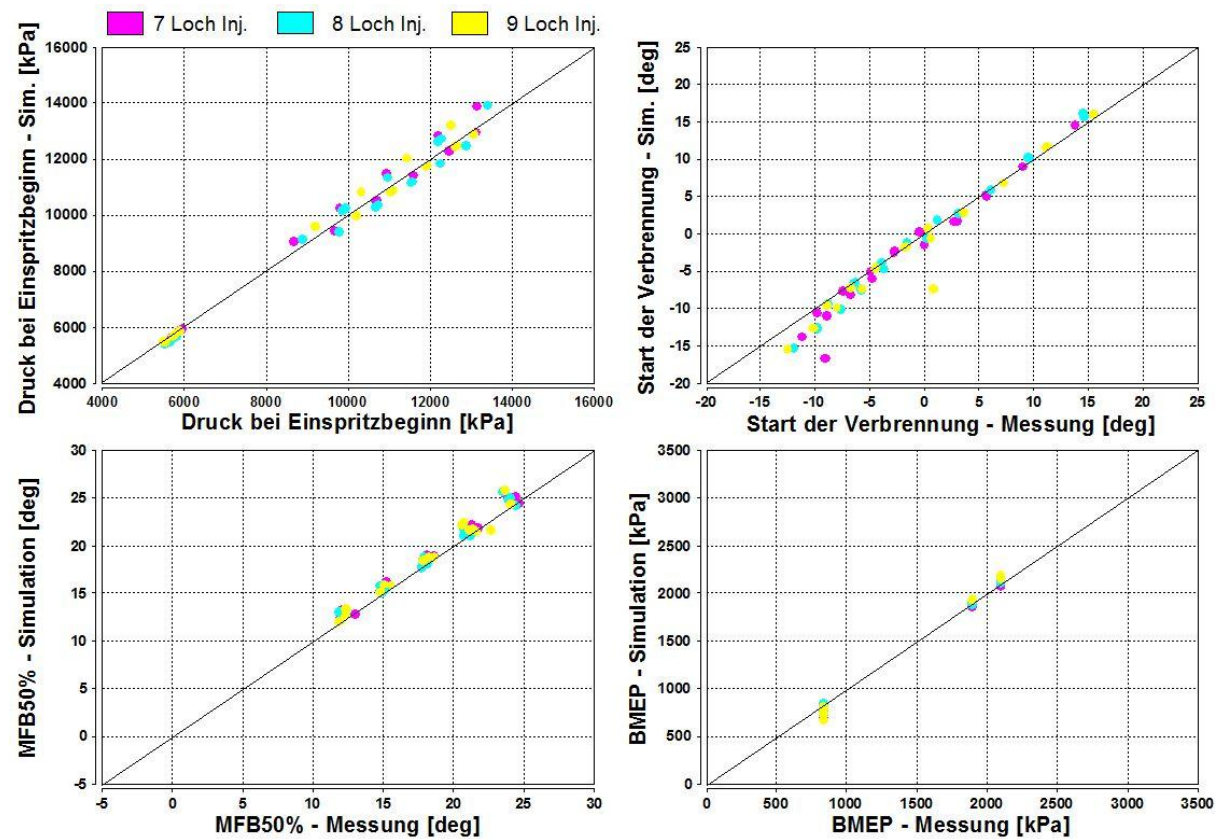 7 Loch Inj. 8 Loch Inj. 9 Loch Inj.
Druck bei Einspritzbeginn - Sim. [kPa]
16000
14000
12000
10000
8000
6000
4000
4000 6000 8000 10000 12000 14000 16000
Druck bei Einspritzbeginn [kPa]
Start der Verbrennung - Sim. [deg]
25
20
15
10
5
0
-5
-10
-15
-20
-20 -15 -10 -5 0 5 10 15 20 25
Start der Verbrennung - Messung [deg]
MFB50% - Simulation [deg]
30
25
20
15
10
5
0
-5
-5 0 5 10 15 20 25 30
MFB50% - Messung [deg]
BMEP - Simulation [kPa]
3500
3000
2500
2000
1500
1000
500
0
0 500 1000 1500 2000 2500 3000 3500
BMEP - Messung [kPa]